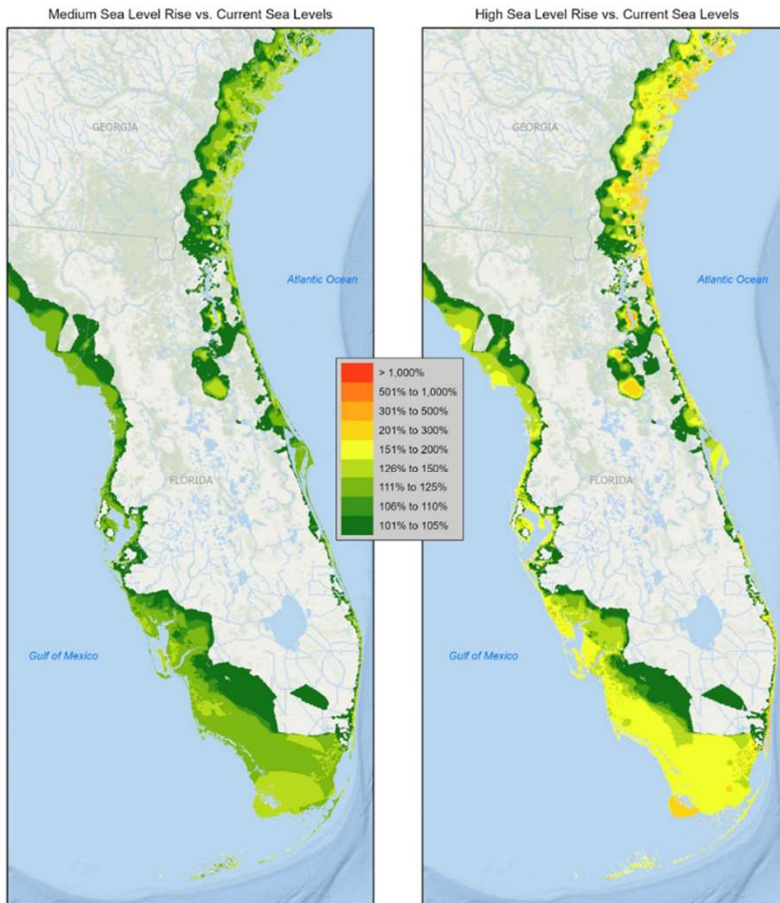 Medium Sea Level Rise vs. Current Sea Levels
High Sea Level Rise vs. Current Sea Levels
GEORGIA
GEORGIA
Atlantic Ocean
Atlantic Ocean
> 1,000%
501% to 1,000%
301% to 500%
201% to 300%
151% to 200%
126% to 150%
111% to 125%
106% to 110%
101% to 105%
FLORIDA
FLORIDA
Gulf of Mexico
Gulf of Mexico